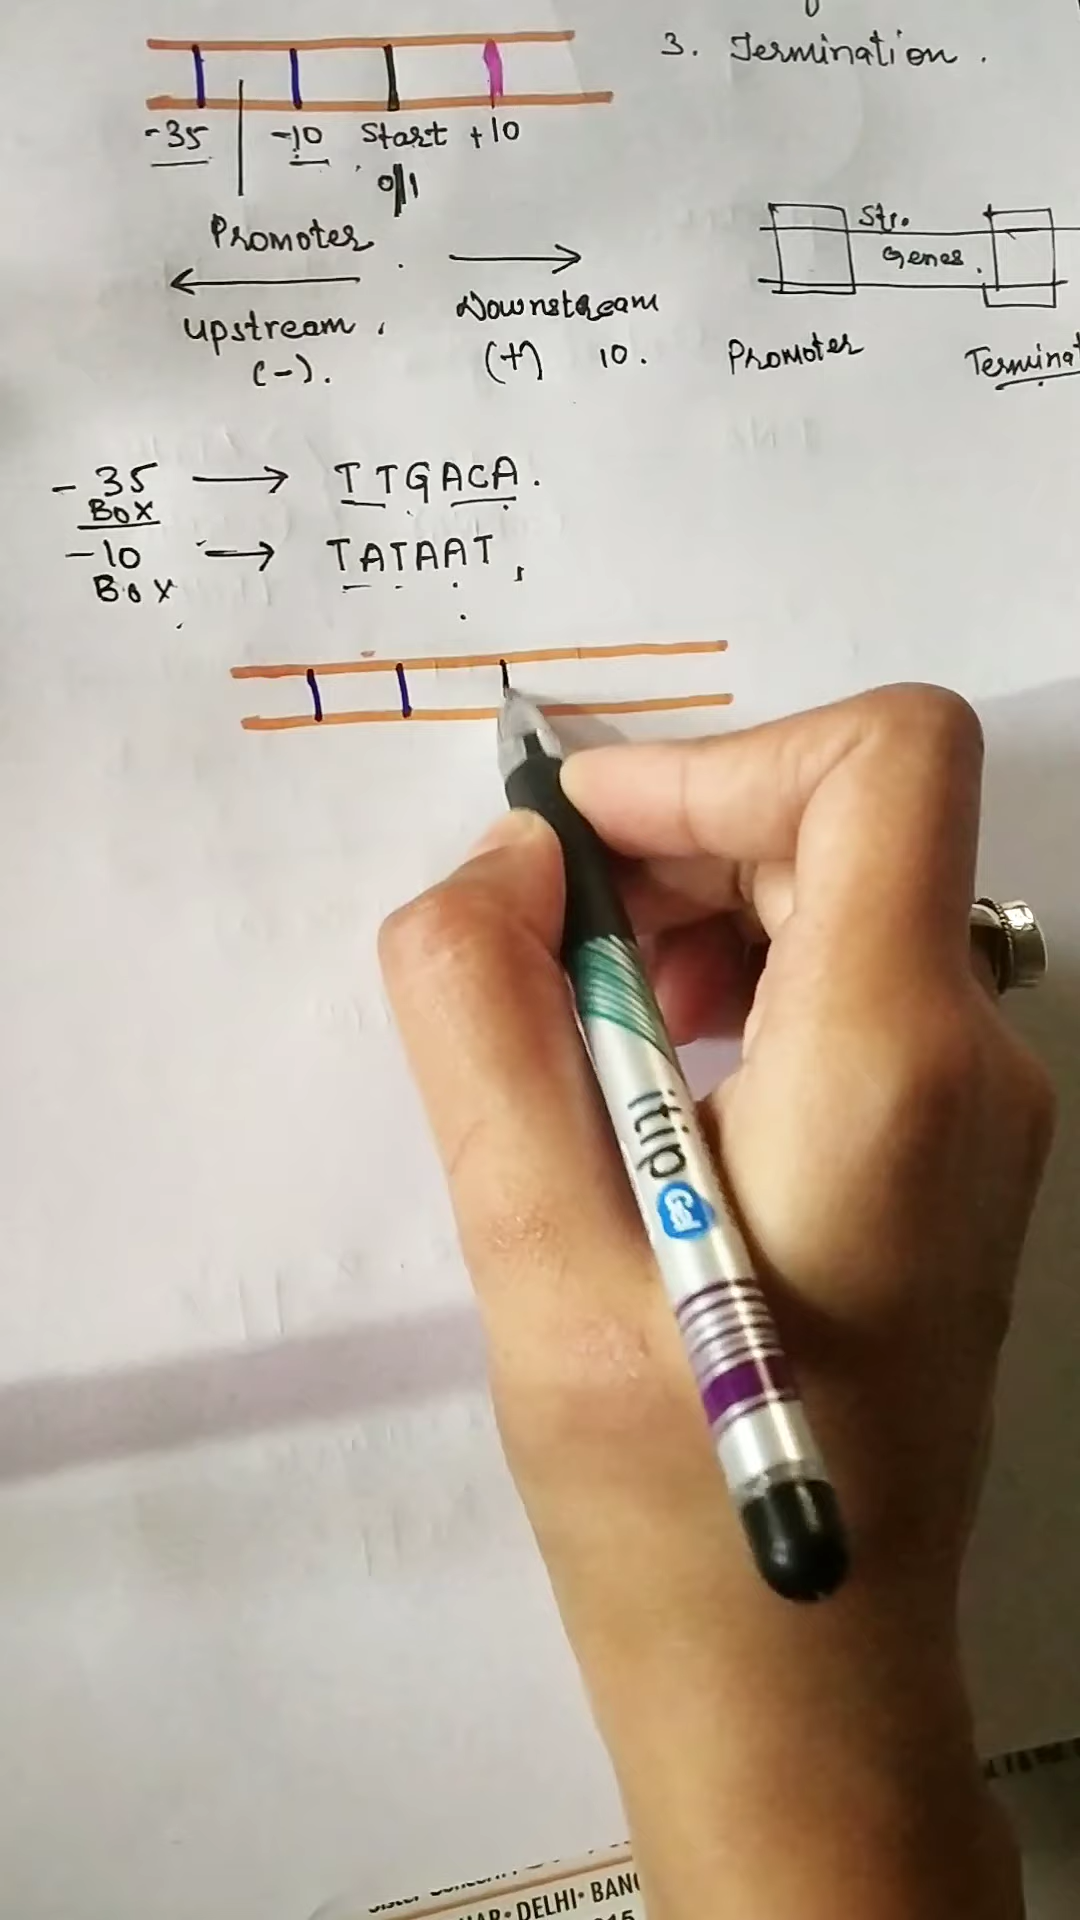 3. Termination.
-35 -10 Start +10
0/1
Promoter
Str.
Genes.
upstream.
Downstream
(-).
(+) 10.
Promoter
Terminat
-35 → TTGACA.
Box
-10 → TATAAT,
Box
itip
Gel
DELHI•